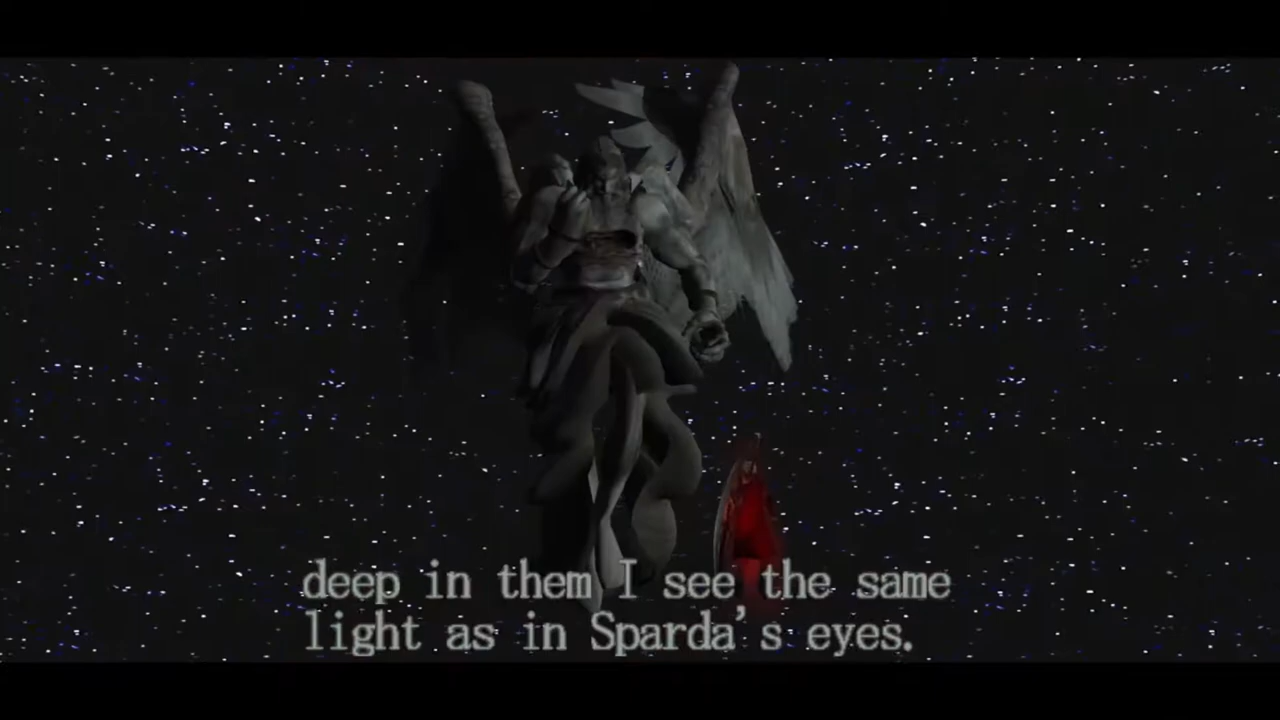 deep in them I see the same
light as in Sparda's eyes.